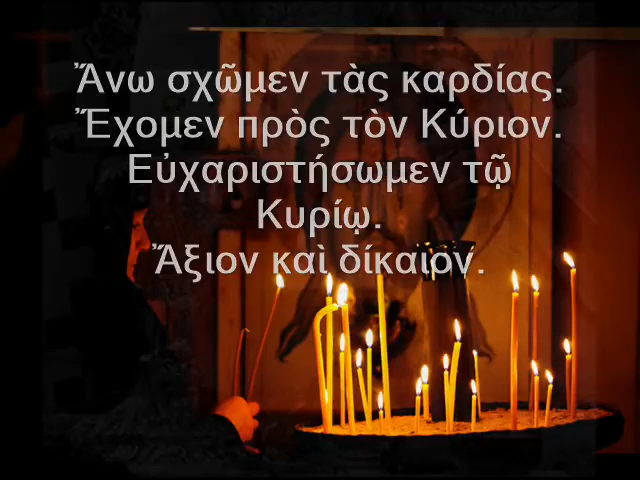 Ἄνω σχῶμεν τὰς καρδίας.
Ἔχομεν πρὸς τὸν Κύριον.
Εὐχαριστήσωμεν τῷ
Κυρίῳ.
Ἄξιον καὶ δίκαιον.